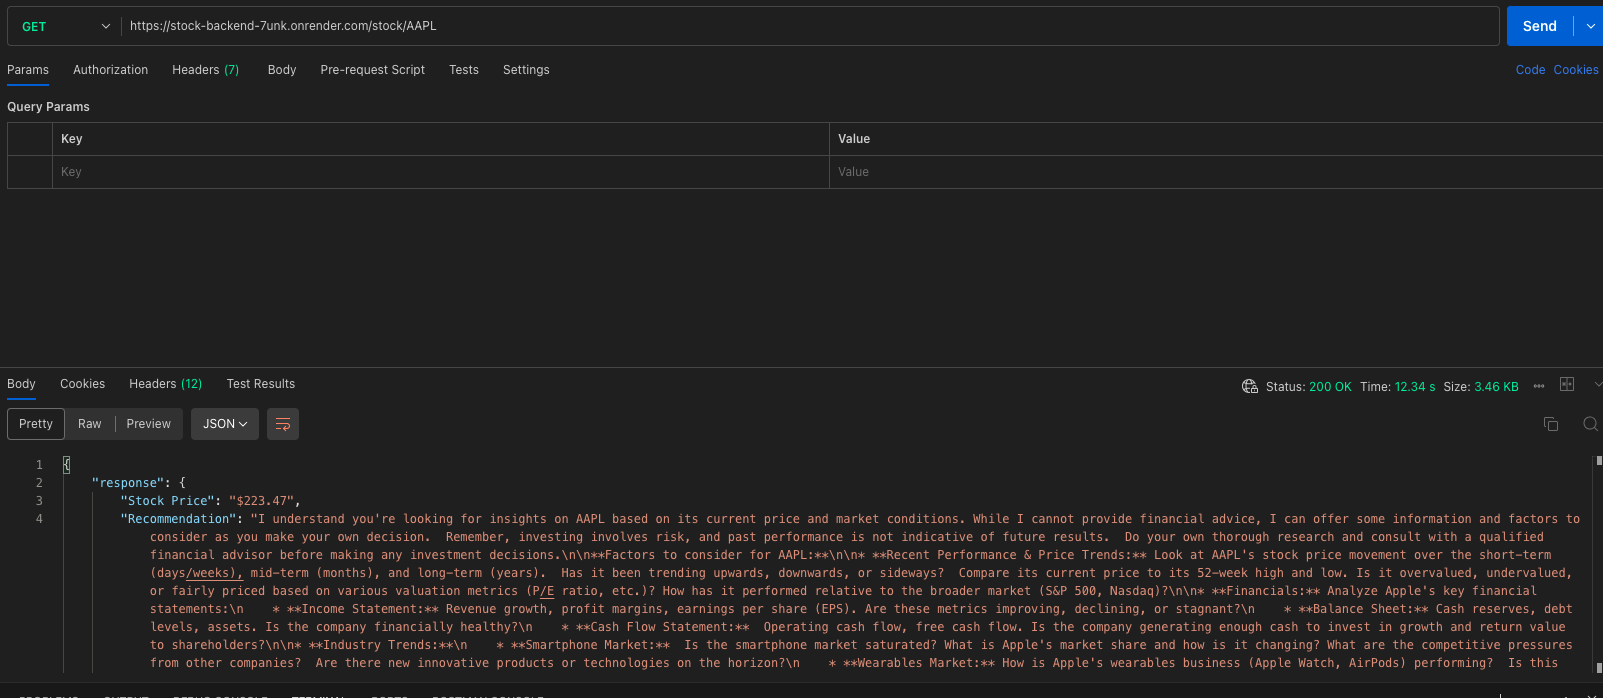 GET https://stock-backend-7unk.onrender.com/stock/AAPL Send
Params Authorization Headers (7) Body Pre-request Script Tests Settings Code Cookies
Query Params
Key Value
Key Value
Body Cookies Headers (12) Test Results Status: 200 OK Time: 12.34 s Size: 3.46 KB
Pretty Raw Preview JSON
1 {
2 "response": {
3 "Stock Price": "$223.47",
4 "Recommendation": "I understand you're looking for insights on AAPL based on its current price and market conditions. While I cannot provide financial advice, I can offer some information and factors to
consider as you make your own decision.  Remember, investing involves risk, and past performance is not indicative of future results.  Do your own thorough research and consult with a qualified
financial advisor before making any investment decisions.\n\n**Factors to consider for AAPL:**\n\n* **Recent Performance & Price Trends:** Look at AAPL's stock price movement over the short-term
(days/weeks), mid-term (months), and long-term (years).  Has it been trending upwards, downwards, or sideways?  Compare its current price to its 52-week high and low. Is it overvalued, undervalued,
or fairly priced based on various valuation metrics (P/E ratio, etc.)? How has it performed relative to the broader market (S&P 500, Nasdaq)?\n\n* **Financials:** Analyze Apple's key financial
statements:\n    * **Income Statement:** Revenue growth, profit margins, earnings per share (EPS). Are these metrics improving, declining, or stagnant?\n    * **Balance Sheet:** Cash reserves, debt
levels, assets. Is the company financially healthy?\n    * **Cash Flow Statement:**  Operating cash flow, free cash flow. Is the company generating enough cash to invest in growth and return value
to shareholders?\n\n* **Industry Trends:**\n    * **Smartphone Market:**  Is the smartphone market saturated? What is Apple's market share and how is it changing? What are the competitive pressures
from other companies?  Are there new innovative products or technologies on the horizon?\n    * **Wearables Market:** How is Apple's wearables business (Apple Watch, AirPods) performing?  Is this